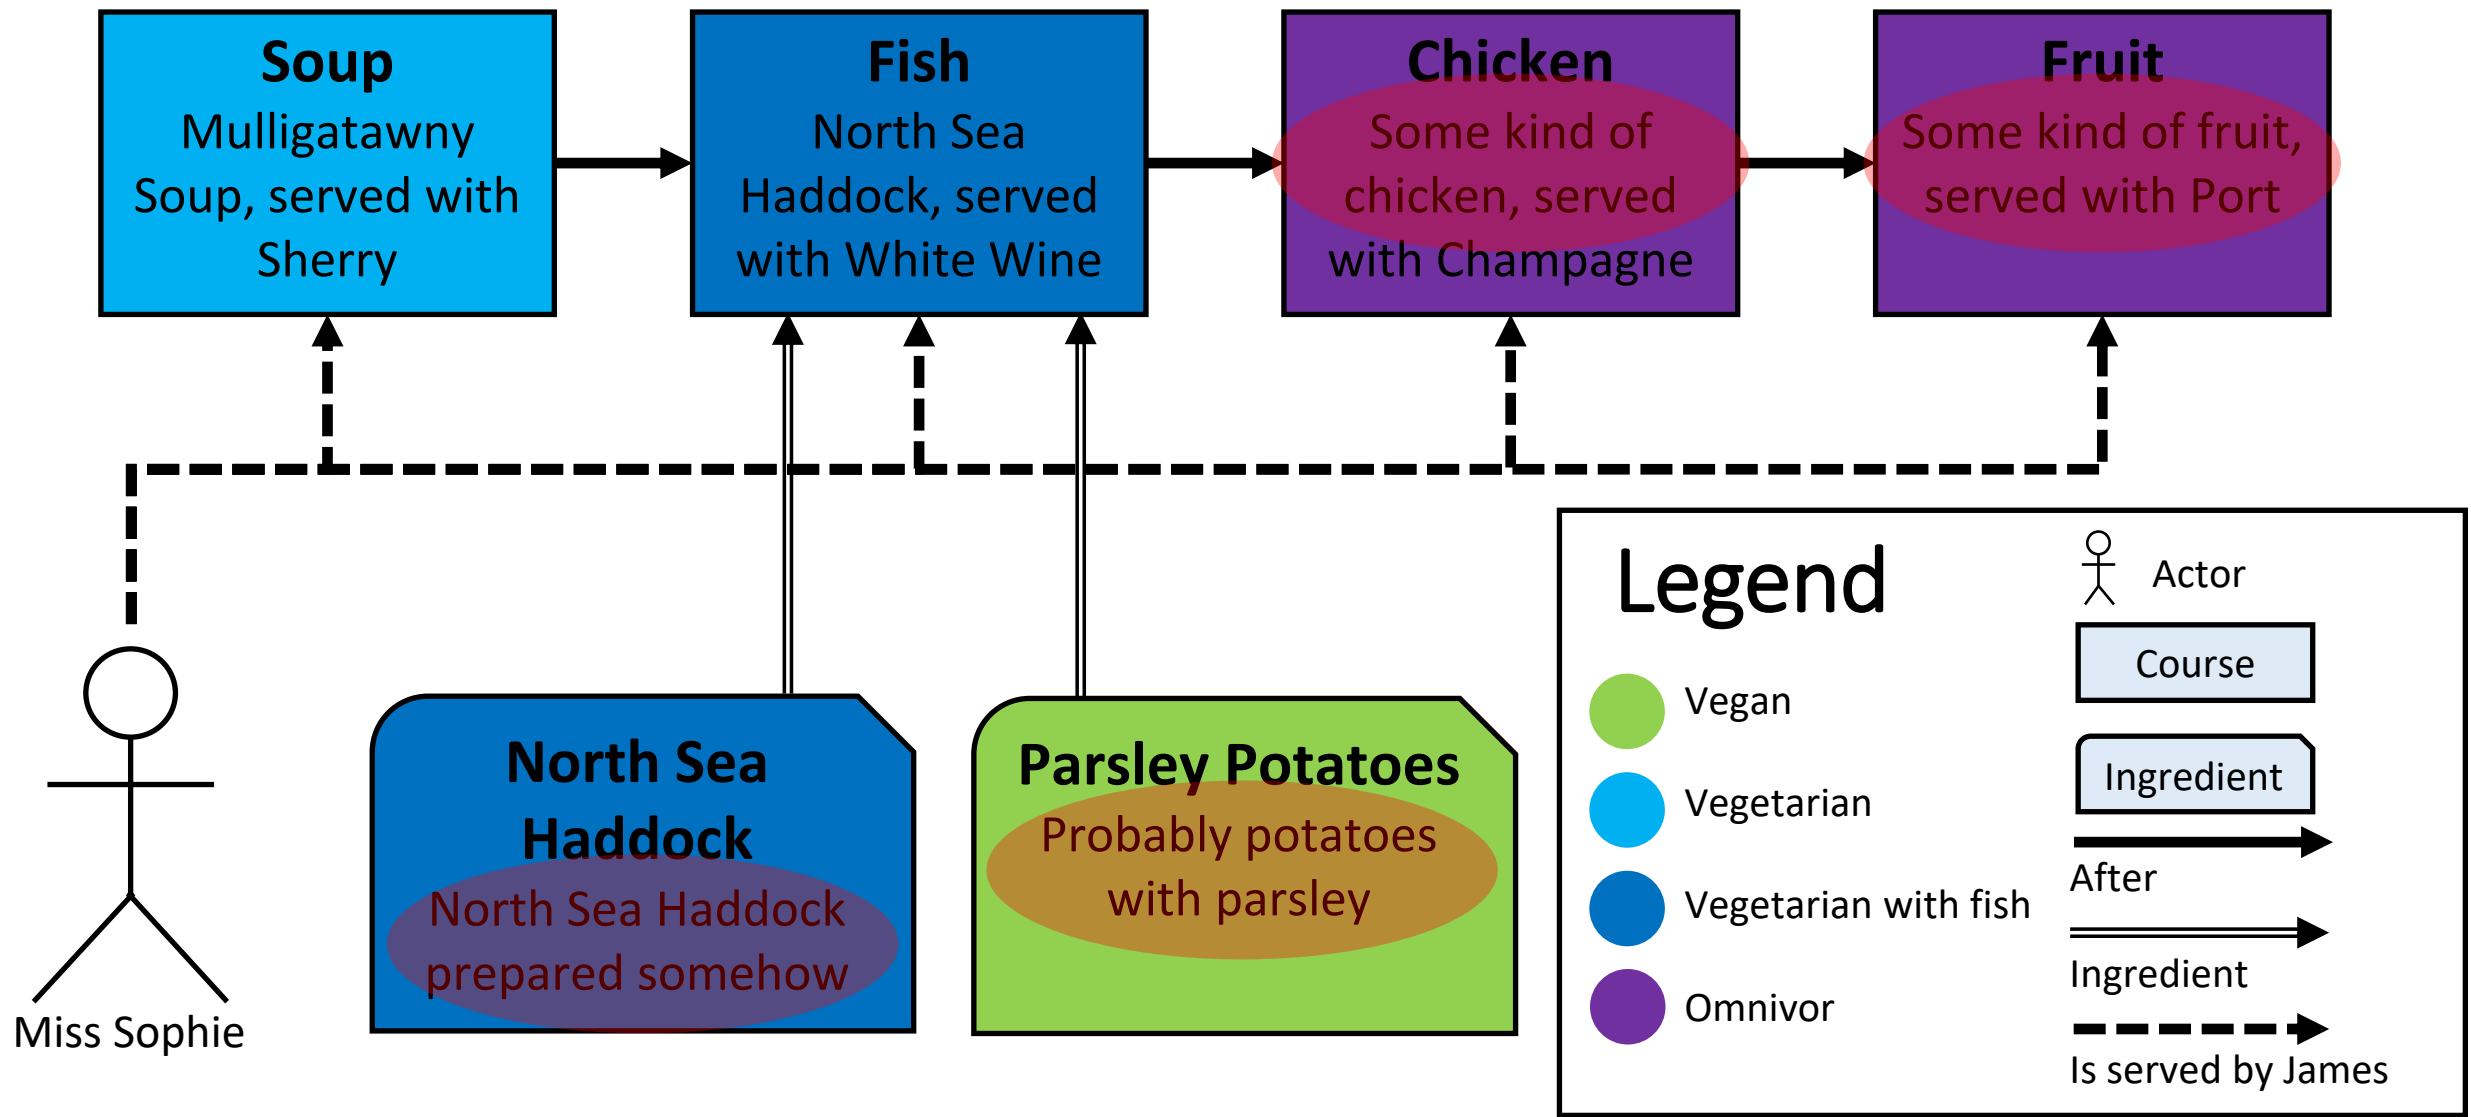 Soup
Mulligatawny
Soup, served with
Sherry
Fish
North Sea
Haddock, served
with White Wine
Chicken
Some kind of
chicken, served
with Champagne
Fruit
Some kind of fruit,
served with Port
Miss Sophie
North Sea
Haddock
North Sea Haddock
prepared somehow
Parsley Potatoes
Probably potatoes
with parsley
Legend
Vegan
Vegetarian
Vegetarian with fish
Omnivor
Actor
Course
Ingredient
After
Ingredient
Is served by James